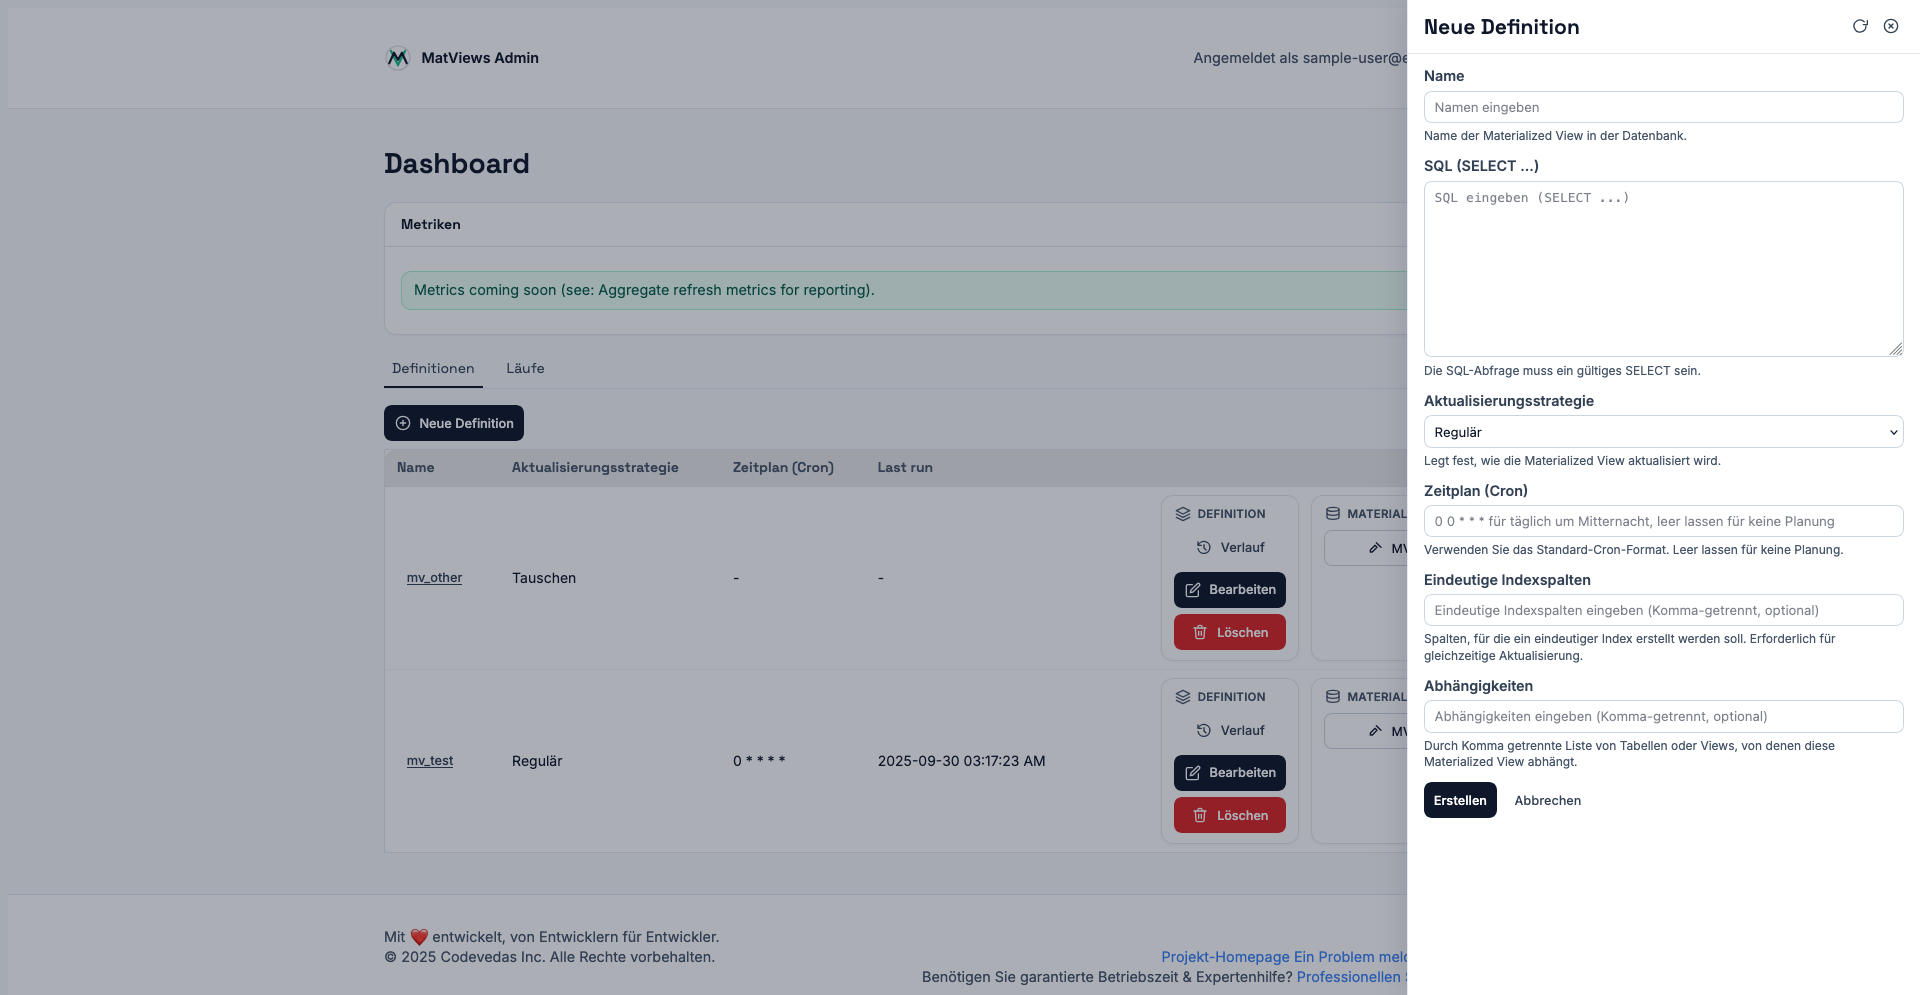 MatViews Admin
Angemeldet als sample-user@e
Dashboard
Metriken
Metrics coming soon (see: Aggregate refresh metrics for reporting).
Definitionen Läufe
Neue Definition
Name Aktualisierungsstrategie Zeitplan (Cron) Last run
mv_other Tauschen - -
DEFINITION
Verlauf
Bearbeiten
Löschen
MATERIAL
MV
mv_test Regulär 0 * * * * 2025-09-30 03:17:23 AM
DEFINITION
Verlauf
Bearbeiten
Löschen
MATERIAL
MV
Mit ❤️ entwickelt, von Entwicklern für Entwickler.
© 2025 Codevedas Inc. Alle Rechte vorbehalten.
Projekt-Homepage Ein Problem meld
Benötigen Sie garantierte Betriebszeit & Expertenhilfe? Professionellen S
Neue Definition
Name
Namen eingeben
Name der Materialized View in der Datenbank.
SQL (SELECT ...)
SQL eingeben (SELECT ...)
Die SQL-Abfrage muss ein gültiges SELECT sein.
Aktualisierungsstrategie
Regulär
Legt fest, wie die Materialized View aktualisiert wird.
Zeitplan (Cron)
0 0 * * * für täglich um Mitternacht, leer lassen für keine Planung
Verwenden Sie das Standard-Cron-Format. Leer lassen für keine Planung.
Eindeutige Indexspalten
Eindeutige Indexspalten eingeben (Komma-getrennt, optional)
Spalten, für die ein eindeutiger Index erstellt werden soll. Erforderlich für
gleichzeitige Aktualisierung.
Abhängigkeiten
Abhängigkeiten eingeben (Komma-getrennt, optional)
Durch Komma getrennte Liste von Tabellen oder Views, von denen diese
Materialized View abhängt.
Erstellen Abbrechen